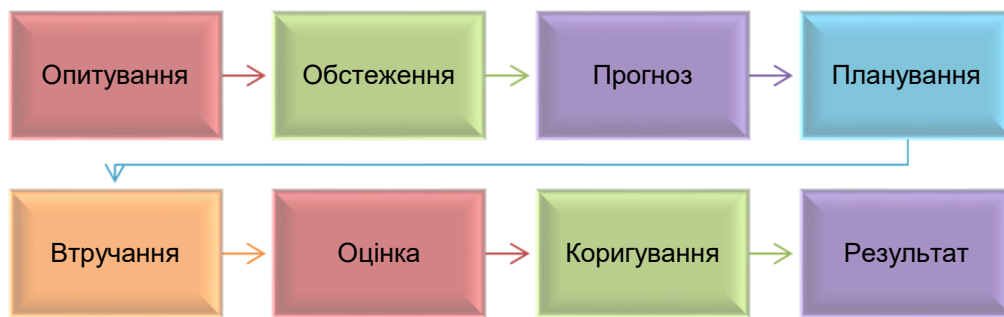 Опитування
Обстеження
Прогноз
Планування
Втручання
Оцінка
Коригування
Результат